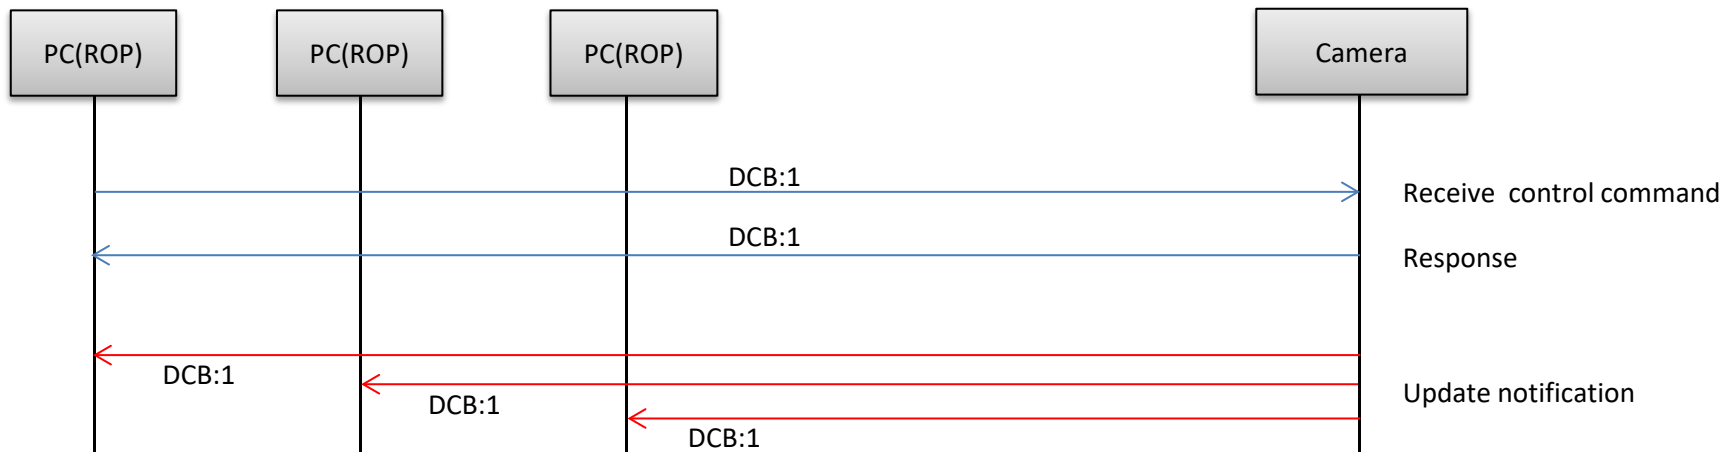 PC(ROP)
PC(ROP)
PC(ROP)
Camera
DCB:1
Receive  control command
DCB:1
Response
DCB:1
DCB:1
Update notification
DCB:1